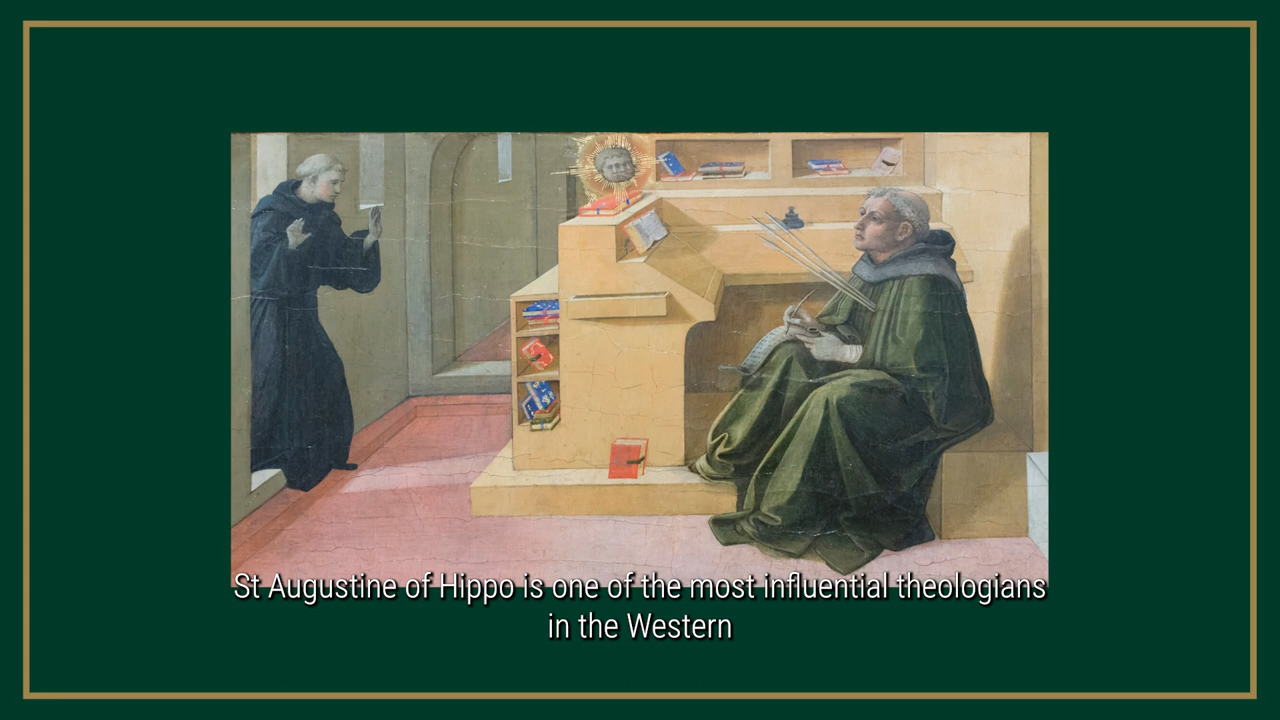 St Augustine of Hippo is one of the most influential theologians
in the Western